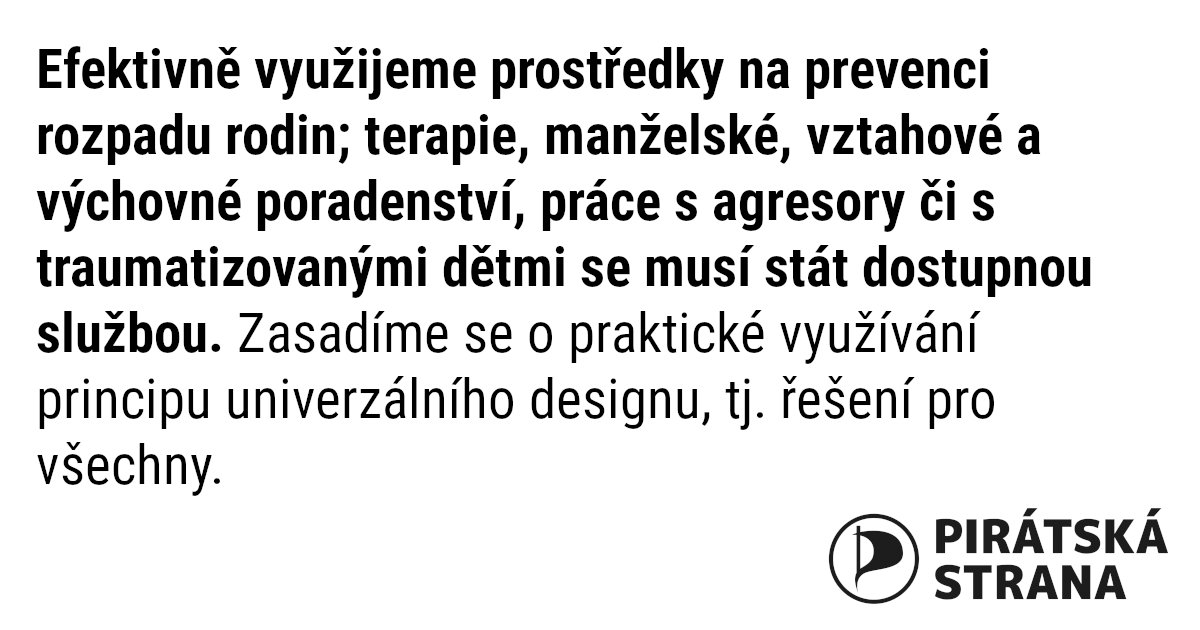 Efektivně využijeme prostředky na prevenci
rozpadu rodin; terapie, manželské, vztahové a
výchovné poradenství, práce s agresory či s
traumatizovanými dětmi se musí stát dostupnou
službou. Zasadíme se o praktické využívání
principu univerzálního designu, tj. řešení pro
všechny.
PIRÁTSKÁ
STRANA